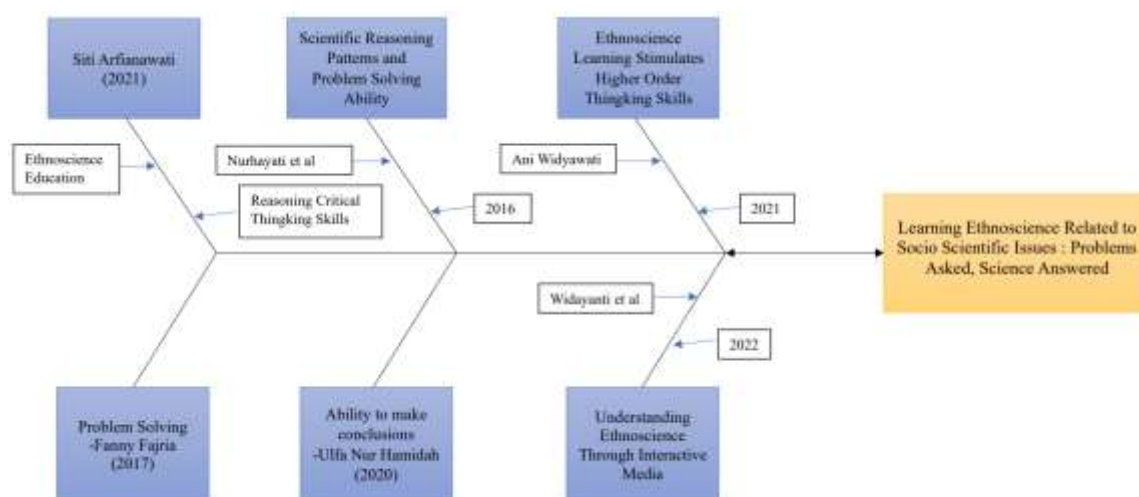 Siti Arfianawati
(2021)
Scientific Reasoning
Patterns and
Problem Solving
Ability
Ethnoscience
Learning Stimulates
Higher Order
Thingking Skills
Ethnoscience
Education
Reasoning Critical
Thingking Skills
Nurhayati et al
2016
Ani Widyawati
2021
Learning Ethnoscience Related to
Socio Scientific Issues : Problems
Asked, Science Answered
Widayanti et al
2022
Problem Solving
-Fanny Fajria
(2017)
Ability to make
conclusions
-Ulfa Nur Hamidah
(2020)
Understanding
Ethnoscience
Through Interactive
Media